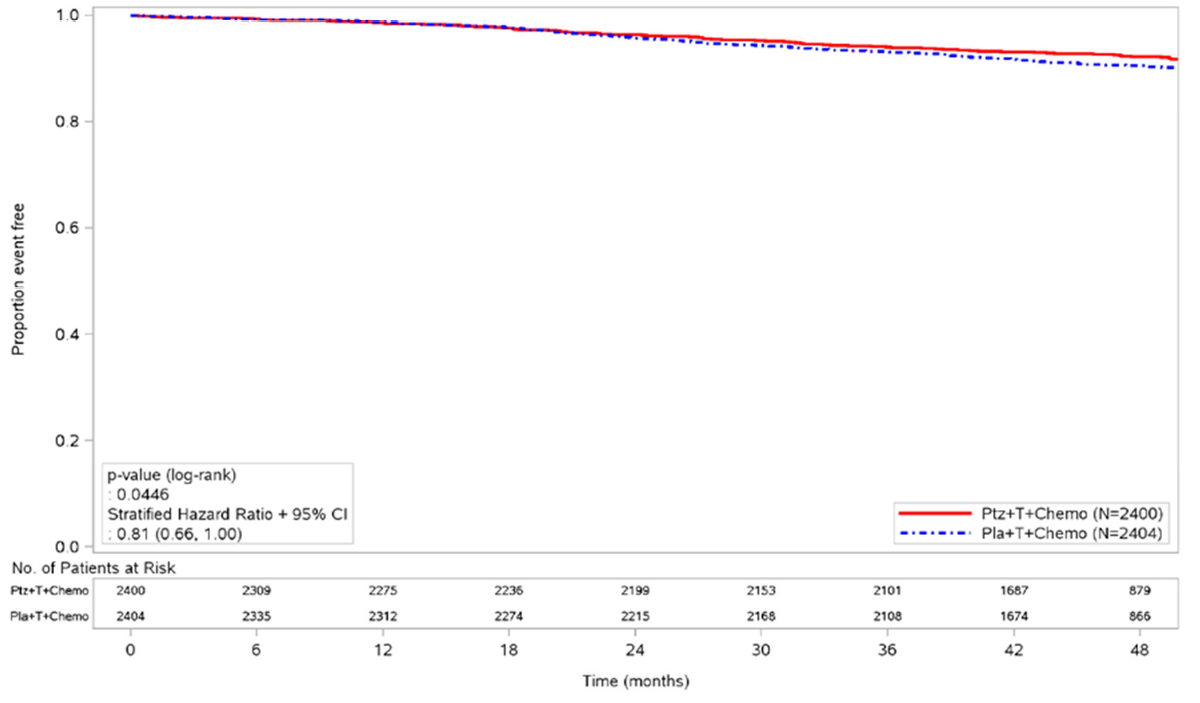 1.0
0.8
0.6
0.4
0.2
0.0
Proportion event free
p-value (log-rank)
: 0.0446
Stratified Hazard Ratio + 95% CI
: 0.81 (0.66, 1.00)
Ptz+T+Chemo (N=2400)
Pla+T+Chemo (N=2404)
No. of Patients at Risk
Ptz+T+Chemo 2400 2309 2275 2236 2199 2153 2101 1687 879
Pla+T+Chemo 2404 2335 2312 2274 2215 2168 2108 1674 866
0 6 12 18 24 30 36 42 48
Time (months)